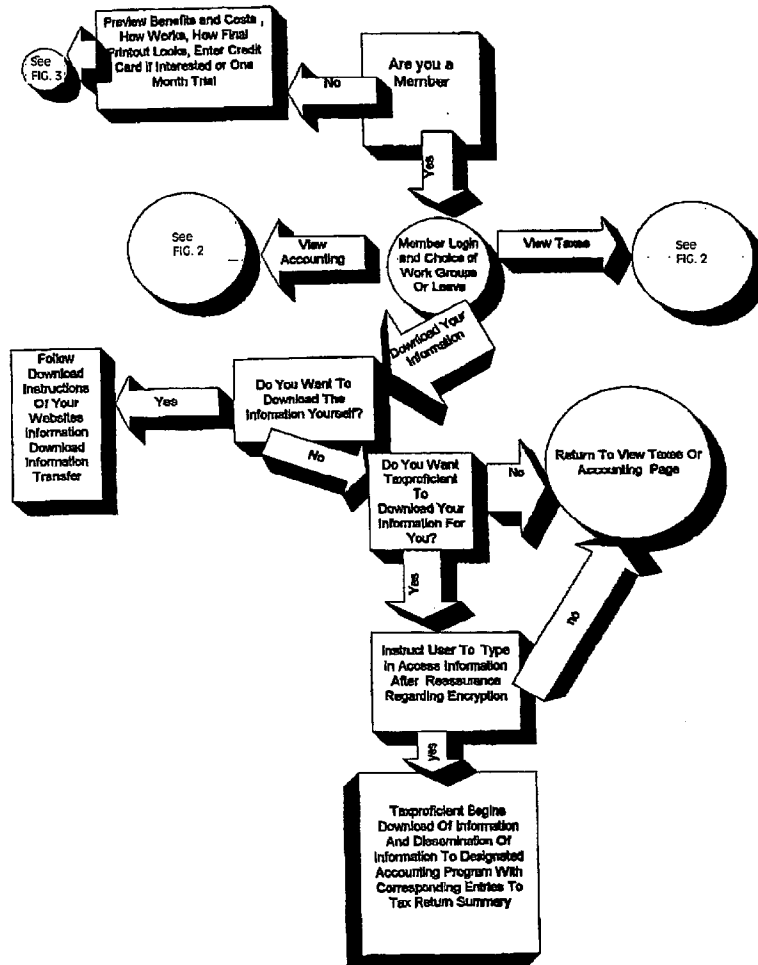 Preview Benefits and Costs ,
How Works, How Final
Printout Looks, Enter Credit
Card if Interested or One
Month Trial
See
FIG. 3
No
Are you a
Member
Yes
See
FIG. 2
View
Accounting
Member Login
and Choice of
Work Groups
Or Leave
View Taxes
See
FIG. 2
Download Your
Information
Follow
Download
Instructions
Of Your
Websites
Information
Download
Information
Transfer
Yes
Do You Want To
Download The
Information Yourself?
No
Do You Want
Taxproficient
To
Download Your
Information For
You?
No
Return To View Taxes Or
Accounting Page
Yes
no
Instruct User To Type
In Access Information
After Reassurance
Regarding Encryption
yes
Taxproficient Begins
Download Of Information
And Dissemination Of
Information To Designated
Accounting Program With
Corresponding Entries To
Tax Return Summary